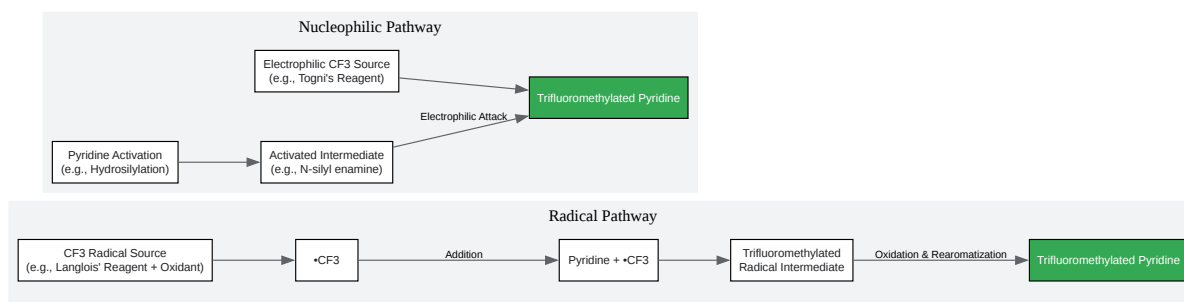 Nucleophilic Pathway
Electrophilic CF3 Source
(e.g., Togni's Reagent)
Trifluoromethylated Pyridine
Electrophilic Attack
Pyridine Activation
(e.g., Hydrosilylation)
Activated Intermediate
(e.g., N-silyl enamine)
Radical Pathway
CF3 Radical Source
(e.g., Langlois' Reagent + Oxidant)
•CF3
Addition
Pyridine + •CF3
Trifluoromethylated
Radical Intermediate
Oxidation & Rearomatization
Trifluoromethylated Pyridine